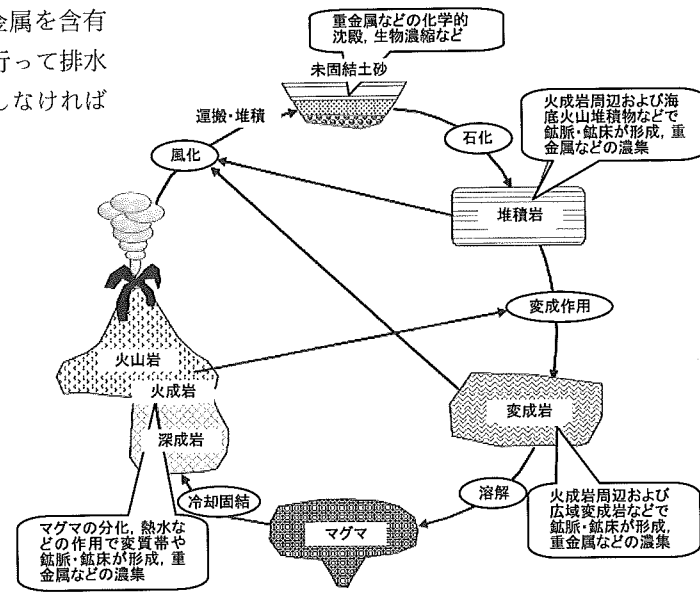 金属を含有
行って排水
しなければ
重金属などの化学的
沈殿, 生物濃縮など
未固結土砂
運搬・堆積
風化
石化
火成岩周辺および海
底火山堆積物などで
鉱脈・鉱床が形成, 重
金属などの濃集
堆積岩
変成作用
火山岩
火成岩
深成岩
変成岩
冷却固結
溶解
マグマ
マグマの分化, 熱水な
どの作用で変質帯や
鉱脈・鉱床が形成, 重
金属などの濃集
火成岩周辺および
広域変成岩などで
鉱脈・鉱床が形成,
重金属などの濃集